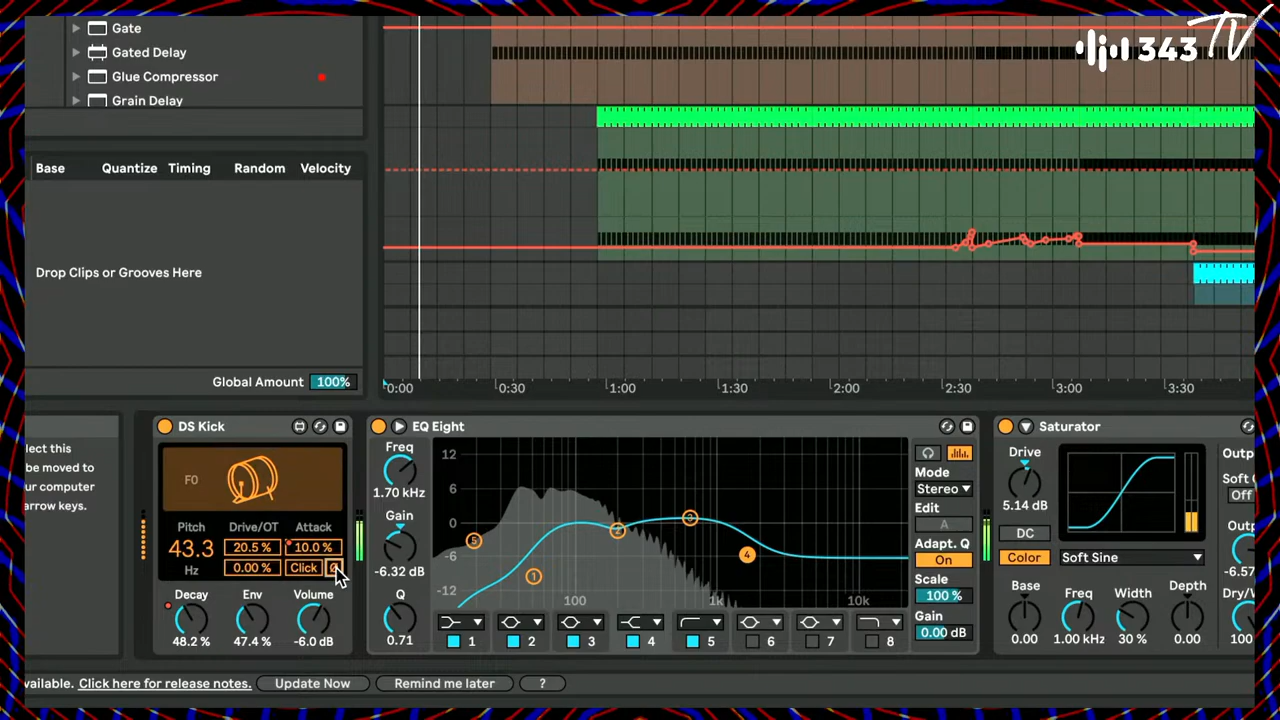 343 TV
Gate
Gated Delay
Glue Compressor
Grain Delay
Base Quantize Timing Random Velocity
Drop Clips or Grooves Here
Global Amount 100%
0:00 0:30 1:00 1:30 2:00 2:30 3:00 3:30
lect this
be moved to
ur computer
arrow keys.
DS Kick
F0
Pitch Drive/OT Attack
43.3 20.5 % 10.0 %
Hz 0.00 % Click
Decay Env Volume
48.2 % 47.4 % -6.0 dB
EQ Eight
Freq
1.70 kHz
Gain
-6.32 dB
Q
0.71
12
6
0
-6
-12
100 1k 10k
5 1 2 3 4
1 2 3 4 5 6 7 8
Mode
Stereo
Edit
A
Adapt. Q
On
Scale
100 %
Gain
0.00 dB
Saturator
Drive
5.14 dB
DC
Color Soft Sine
Base Freq Width Depth
0.00 1.00 kHz 30 % 0.00
Outp
Soft
Off
Outp
-6.57
Dry/W
100
vailable. Click here for release notes. Update Now Remind me later ?